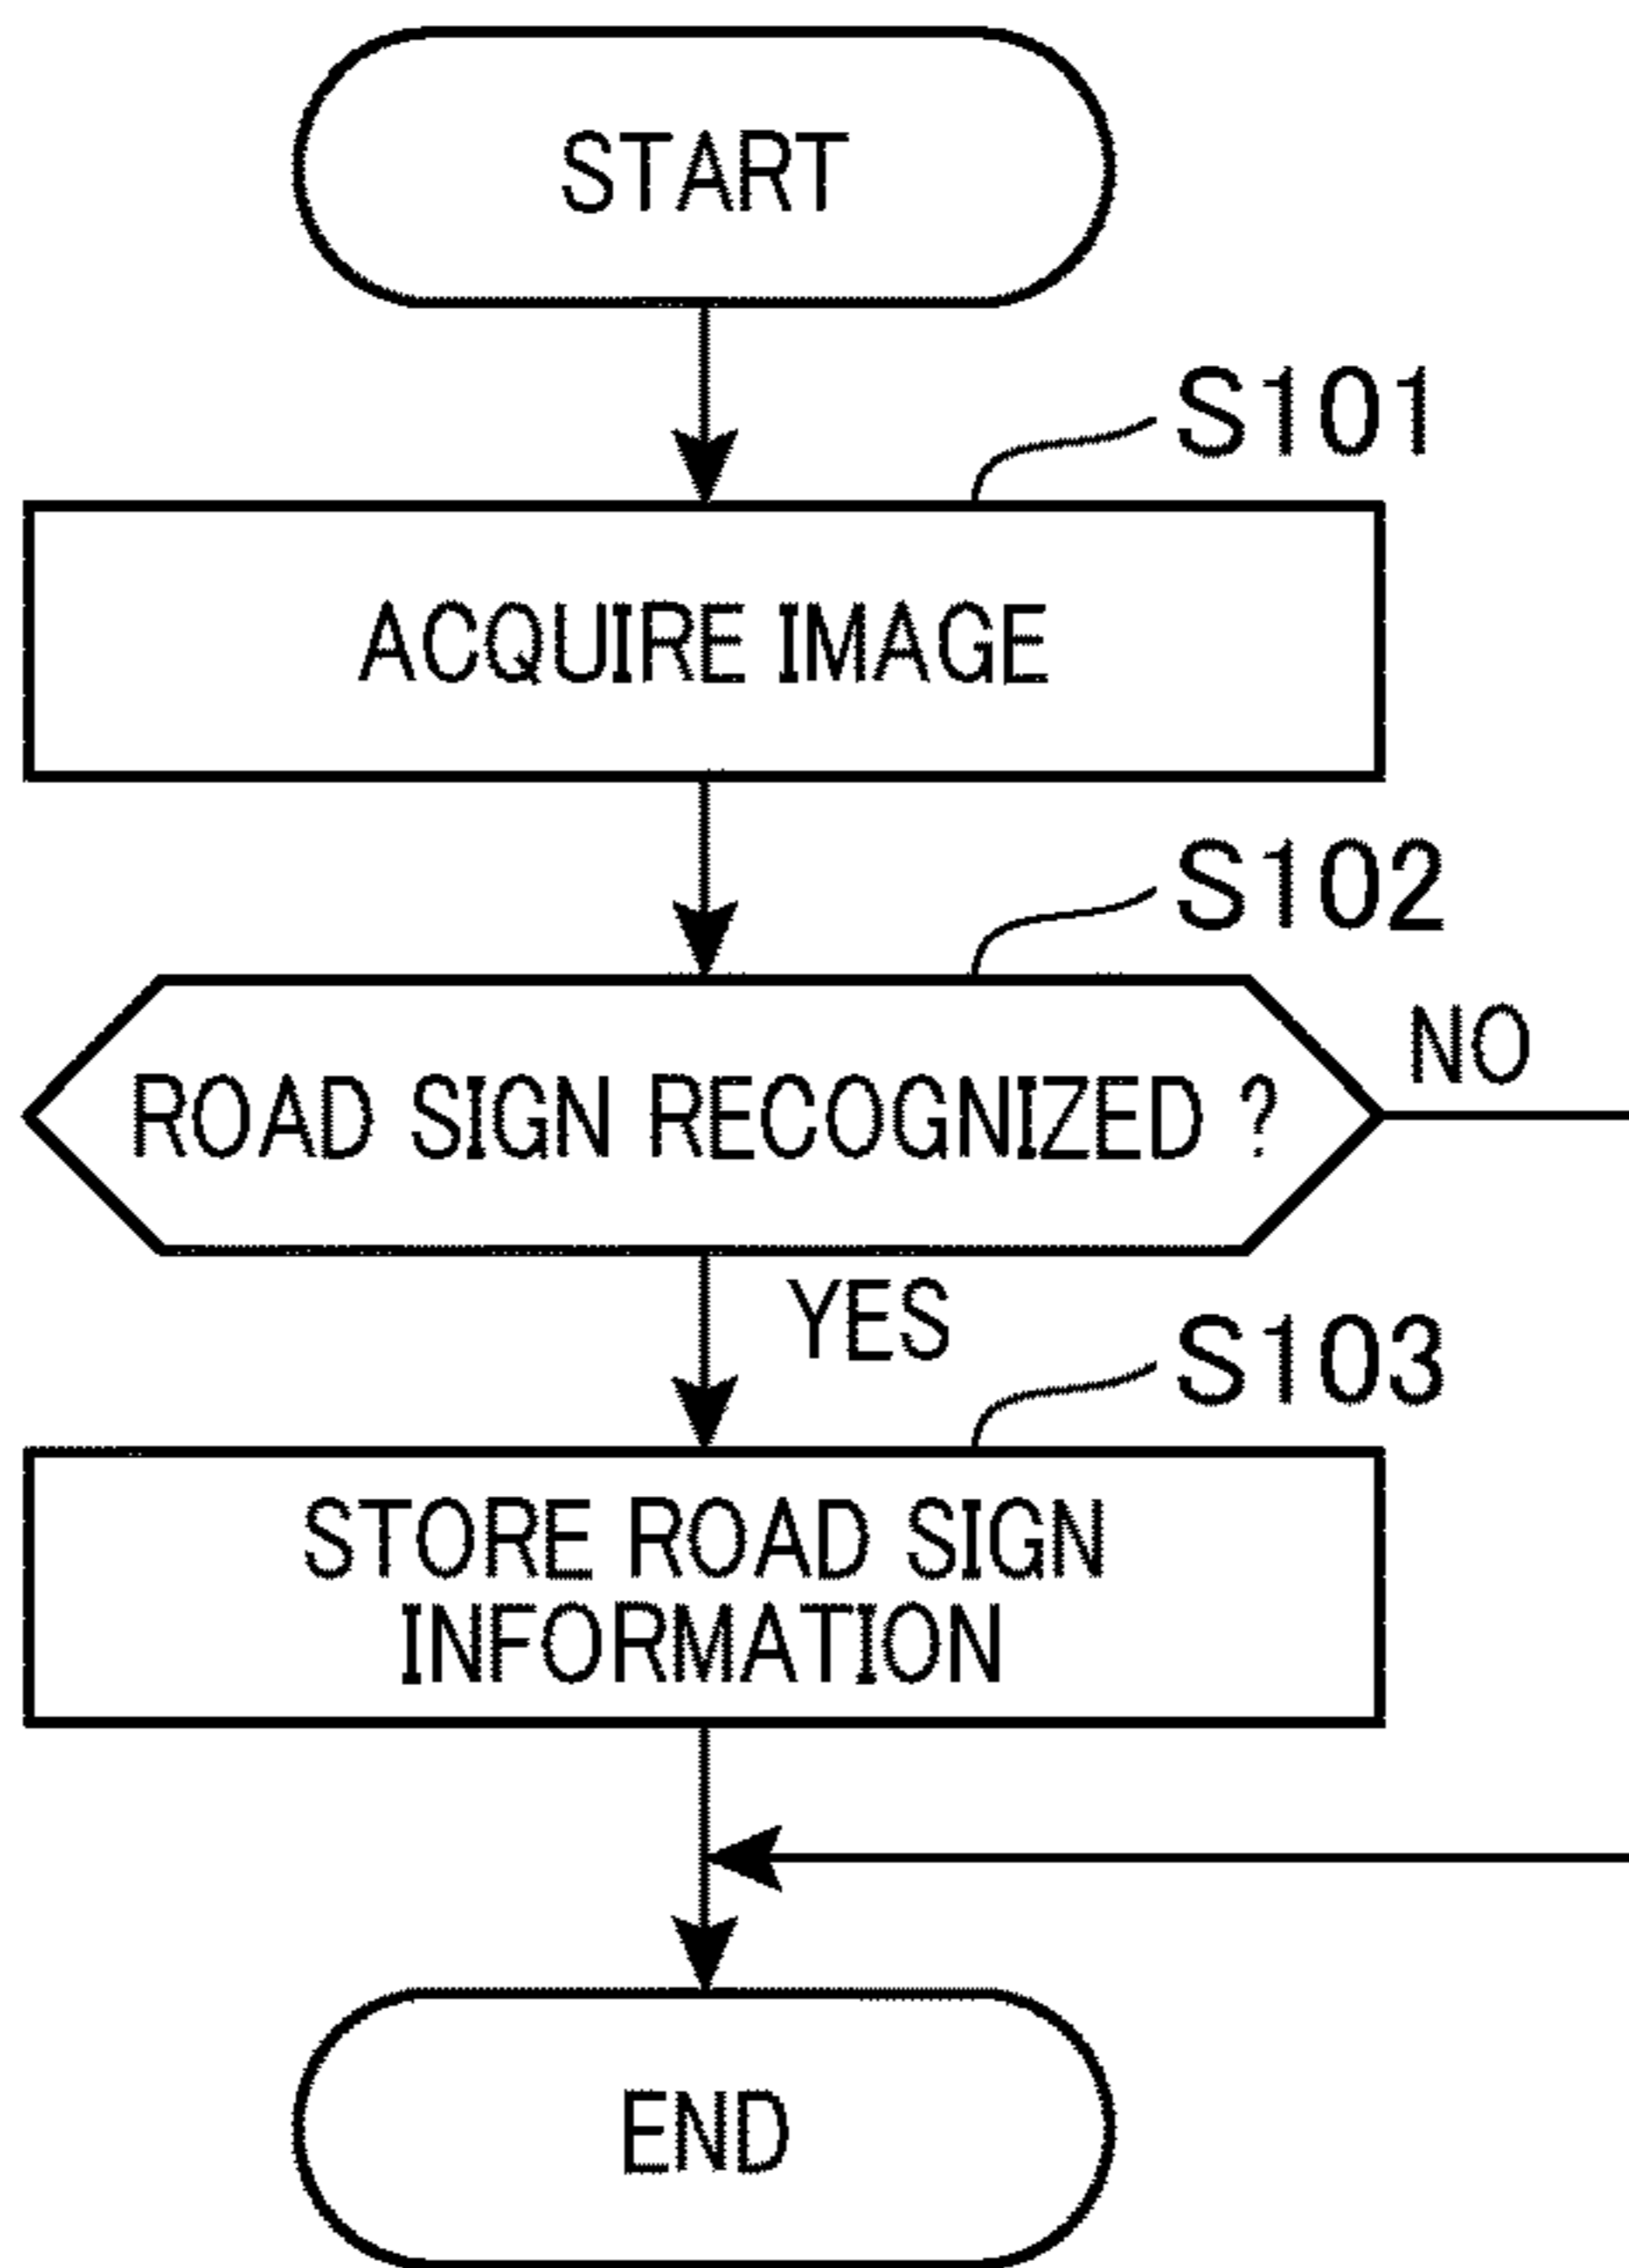 START
S101
ACQUIRE IMAGE
S102
NO
ROAD SIGN RECOGNIZED ?
YES
S103
STORE ROAD SIGN
INFORMATION
END